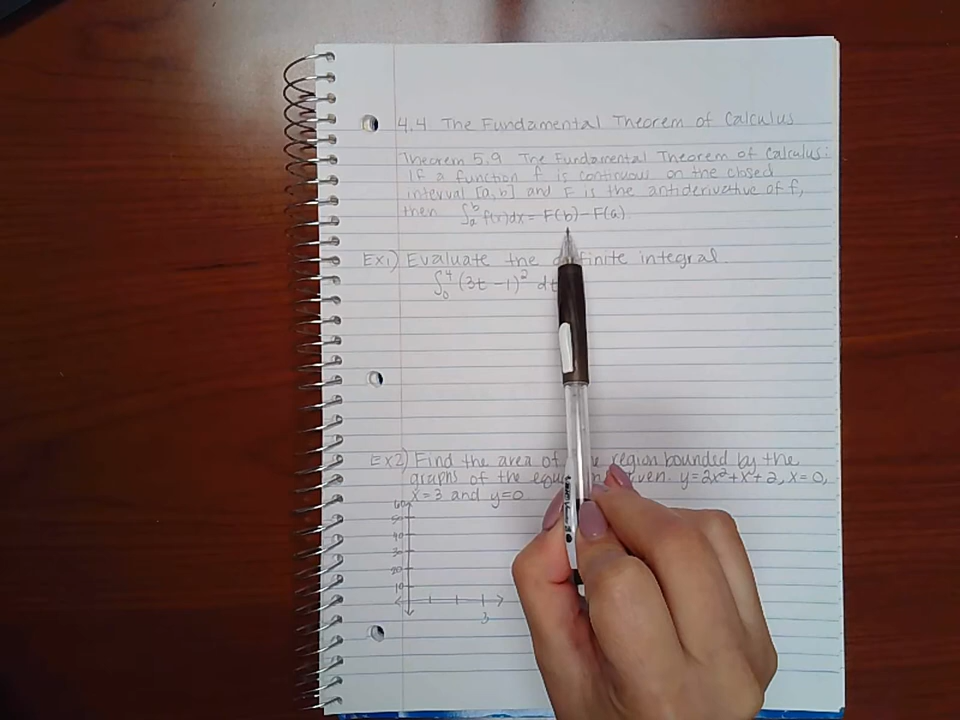 4.4 The Fundamental Theorem of Calculus
Theorem 5.9 The Fundamental Theorem of Calculus:
If a function f is continuous on the closed
interval [a,b] and F is the antiderivative of f,
then ∫ₐᵇ f(x)dx = F(b) - F(a).
Ex1) Evaluate the definite integral.
∫₀⁴ (3t - 1)² dt
Ex2) Find the area of region bounded by the
graphs of the given. y = 2x² + x + 2, x = 0,
x = 3 and y = 0
60
50
40
30
20
10
3